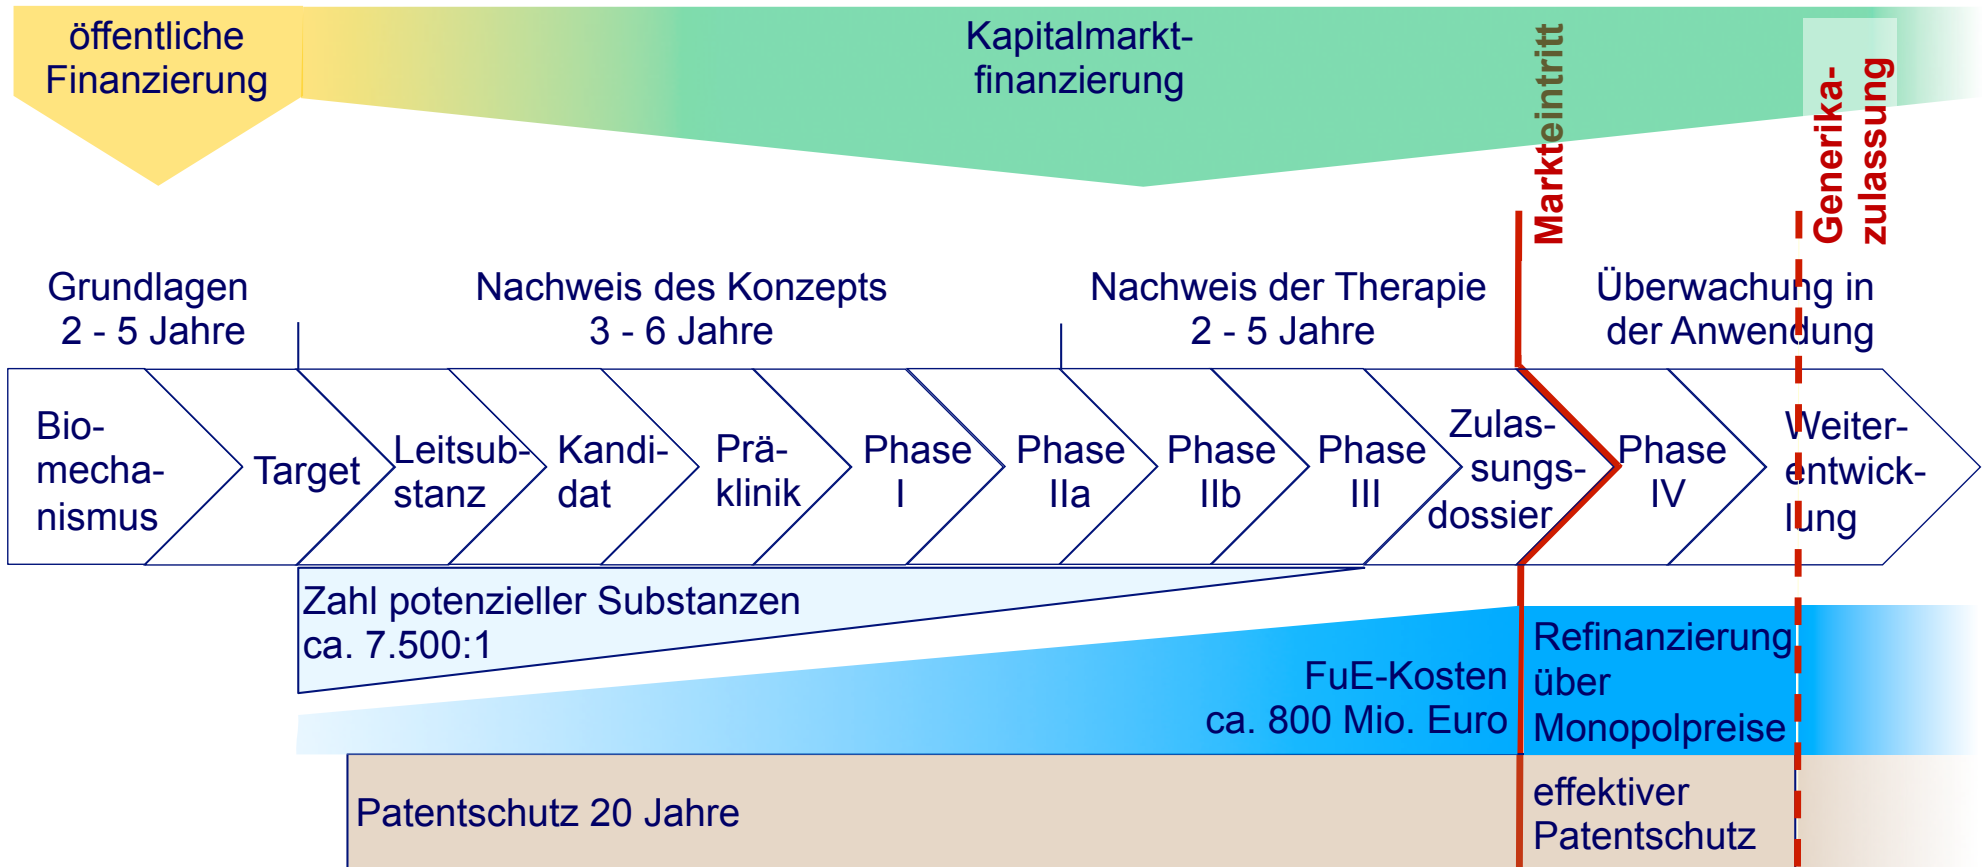 öffentliche
Finanzierung
Kapitalmarkt-
finanzierung
Markteintritt
Generika-
zulassung
Grundlagen
2 - 5 Jahre
Nachweis des Konzepts
3 - 6 Jahre
Nachweis der Therapie
2 - 5 Jahre
Überwachung in
der Anwendung
Bio-
mecha-
nismus
Target
Leitsub-
stanz
Kandi-
dat
Prä-
klinik
Phase
I
Phase
IIa
Phase
IIb
Phase
III
Zulas-
sungs-
dossier
Phase
IV
Weiter-
entwick-
lung
Zahl potenzieller Substanzen
ca. 7.500:1
FuE-Kosten
ca. 800 Mio. Euro
Refinanzierung
über
Monopolpreise
Patentschutz 20 Jahre
effektiver
Patentschutz